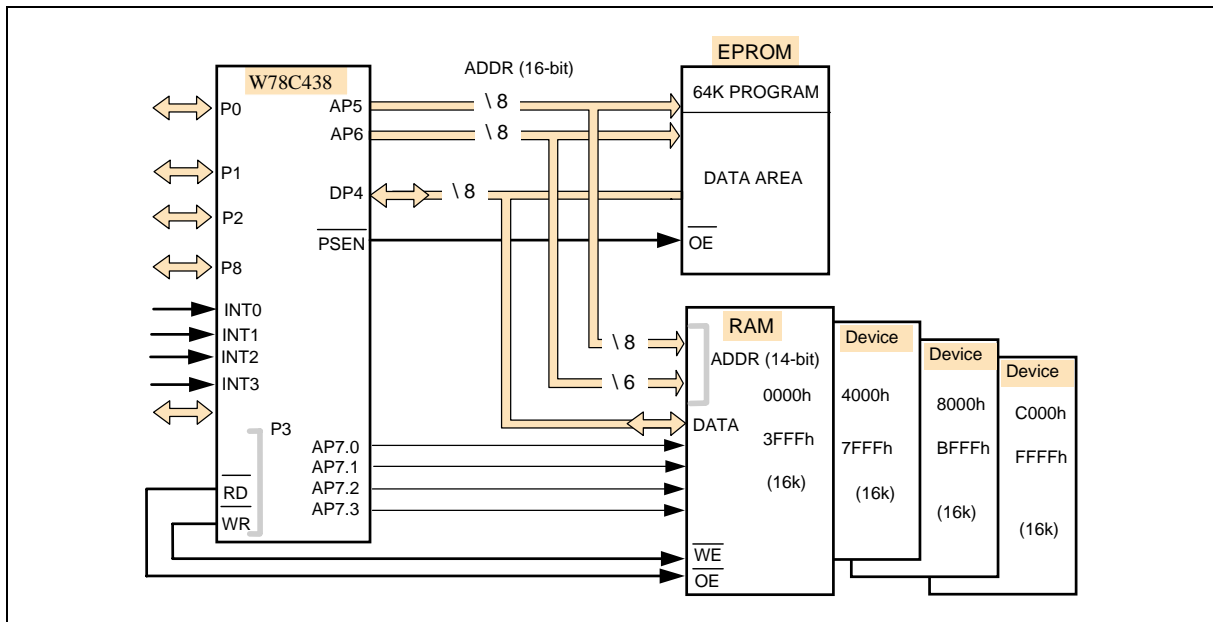 EPROM
ADDR (16-bit)
W78C438
64K PROGRAM
P0
AP5
\ 8
AP6
\ 8
P1
DATA AREA
DP4
\ 8
P2
PSEN
OE
P8
INT0
INT1
INT2
INT3
RAM
Device
Device
Device
\ 8
ADDR (14-bit)
\ 6
0000h
4000h
8000h
C000h
DATA
P3
3FFFh
7FFFh
BFFFh
FFFFh
AP7.0
AP7.1
AP7.2
AP7.3
(16k)
(16k)
(16k)
(16k)
RD
WR
WE
OE